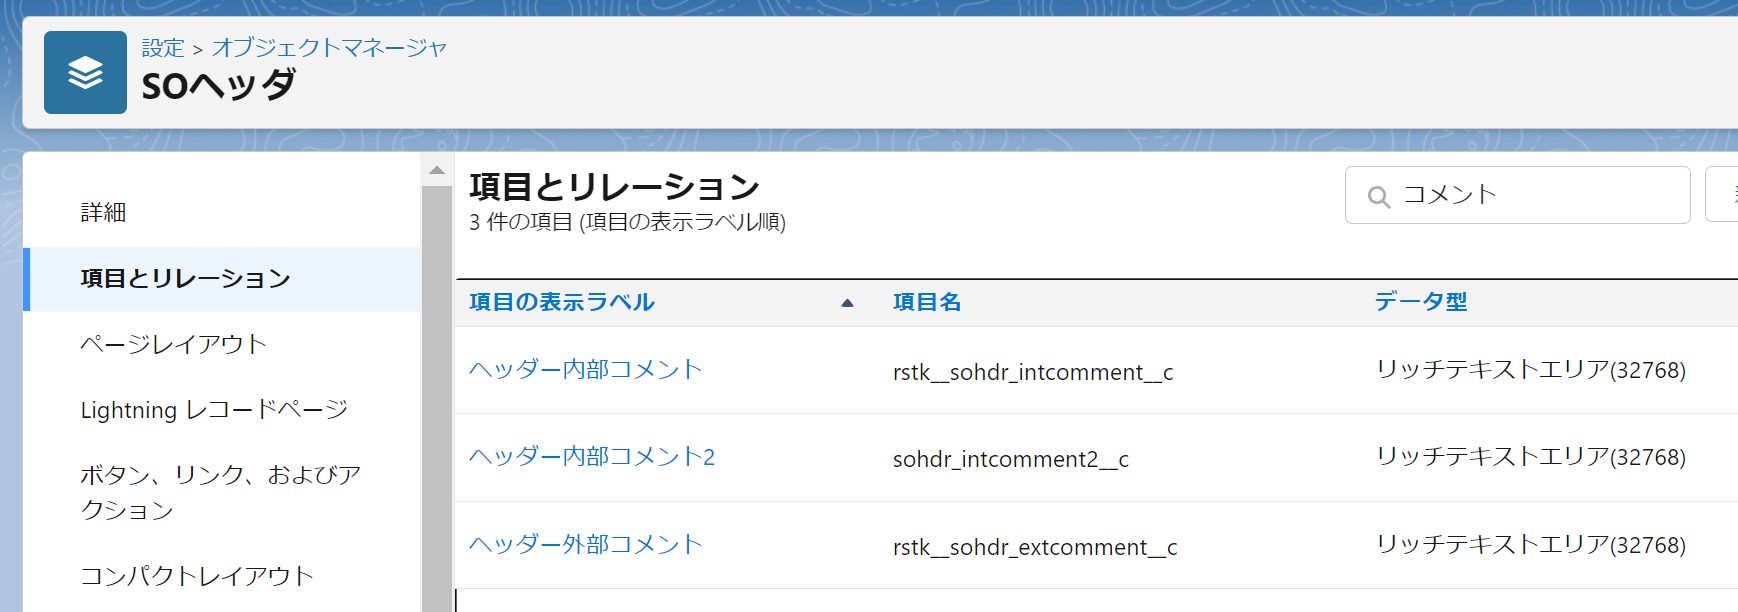 設定 > オブジェクトマネージャ
SOヘッダ
詳細
項目とリレーション
ページレイアウト
Lightning レコードページ
ボタン、リンク、およびア
クション
コンパクトレイアウト
項目とリレーション
3 件の項目 (項目の表示ラベル順)
コメント
項目の表示ラベル 項目名 データ型
ヘッダー内部コメント rstk__sohdr_intcomment__c リッチテキストエリア(32768)
ヘッダー内部コメント2 sohdr_intcomment2__c リッチテキストエリア(32768)
ヘッダー外部コメント rstk__sohdr_extcomment__c リッチテキストエリア(32768)